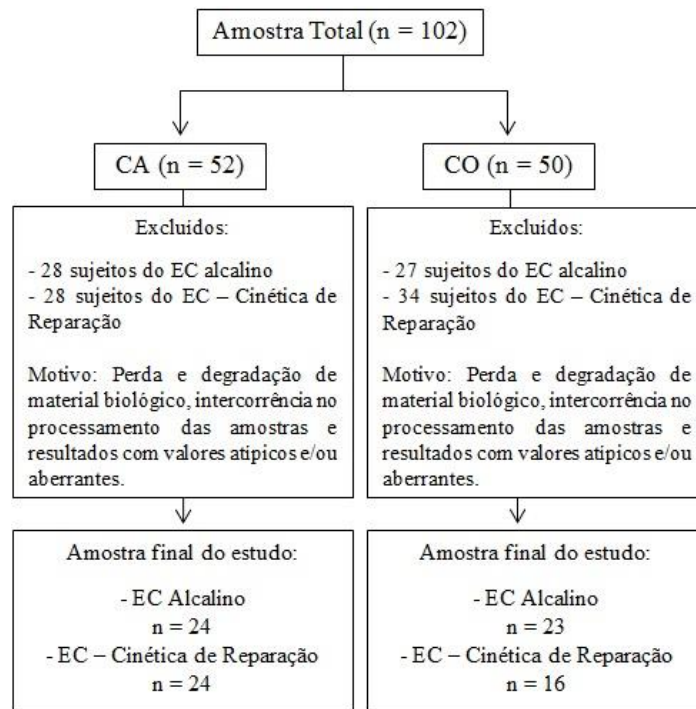 Amostra Total (n = 102)
CA (n = 52)
CO (n = 50)
Excluidos:
- 28 sujeitos do EC alcalino
- 28 sujeitos do EC – Cinética de
Reparação
Motivo: Perda e degradação de
material biológico, intercorrência no
processamento das amostras e
resultados com valores atipicos e/ou
aberrantes.
Excluidos:
- 27 sujeitos do EC alcalino
- 34 sujeitos do EC – Cinética de
Reparação
Motivo: Perda e degradação de
material biológico, intercorrência no
processamento das amostras e
resultados com valores atipicos e/ou
aberrantes.
Amostra final do estudo:
- EC Alcalino
n = 24
- EC – Cinética de Reparação
n = 24
Amostra final do estudo:
- EC Alcalino
n = 23
- EC – Cinética de Reparação
n = 16